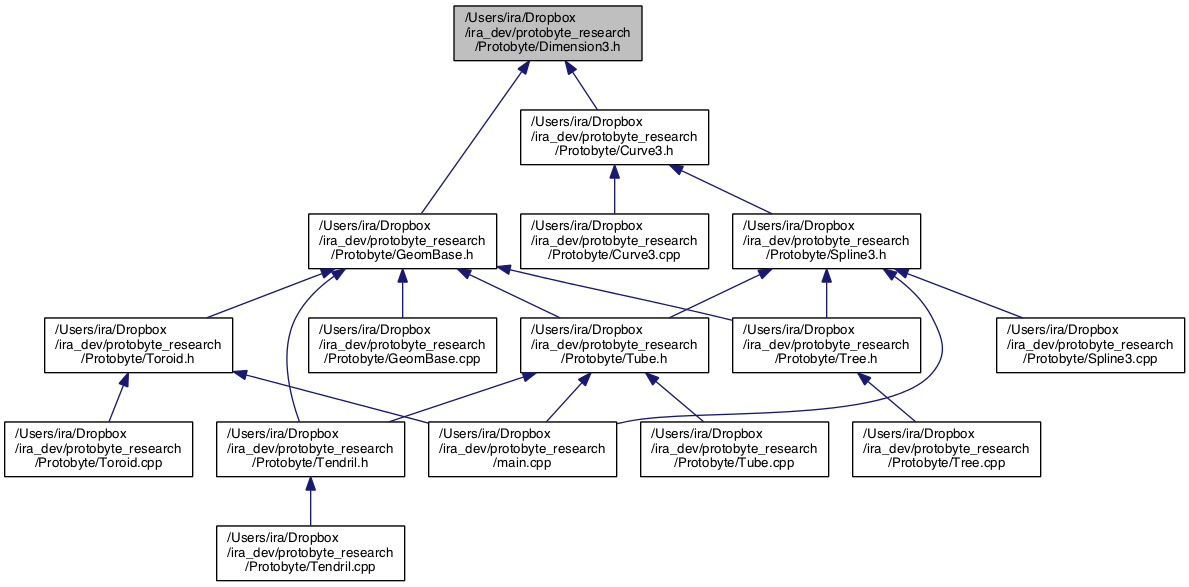 /Users/ira/Dropbox
/ira_dev/protobyte_research
/Protobyte/Dimension3.h
/Users/ira/Dropbox
/ira_dev/protobyte_research
/Protobyte/Curve3.h
/Users/ira/Dropbox
/ira_dev/protobyte_research
/Protobyte/GeomBase.h
/Users/ira/Dropbox
/ira_dev/protobyte_research
/Protobyte/Curve3.cpp
/Users/ira/Dropbox
/ira_dev/protobyte_research
/Protobyte/Spline3.h
/Users/ira/Dropbox
/ira_dev/protobyte_research
/Protobyte/Toroid.h
/Users/ira/Dropbox
/ira_dev/protobyte_research
/Protobyte/GeomBase.cpp
/Users/ira/Dropbox
/ira_dev/protobyte_research
/Protobyte/Tube.h
/Users/ira/Dropbox
/ira_dev/protobyte_research
/Protobyte/Tree.h
/Users/ira/Dropbox
/ira_dev/protobyte_research
/Protobyte/Spline3.cpp
/Users/ira/Dropbox
/ira_dev/protobyte_research
/Protobyte/Toroid.cpp
/Users/ira/Dropbox
/ira_dev/protobyte_research
/Protobyte/Tendril.h
/Users/ira/Dropbox
/ira_dev/protobyte_research
/main.cpp
/Users/ira/Dropbox
/ira_dev/protobyte_research
/Protobyte/Tube.cpp
/Users/ira/Dropbox
/ira_dev/protobyte_research
/Protobyte/Tree.cpp
/Users/ira/Dropbox
/ira_dev/protobyte_research
/Protobyte/Tendril.cpp